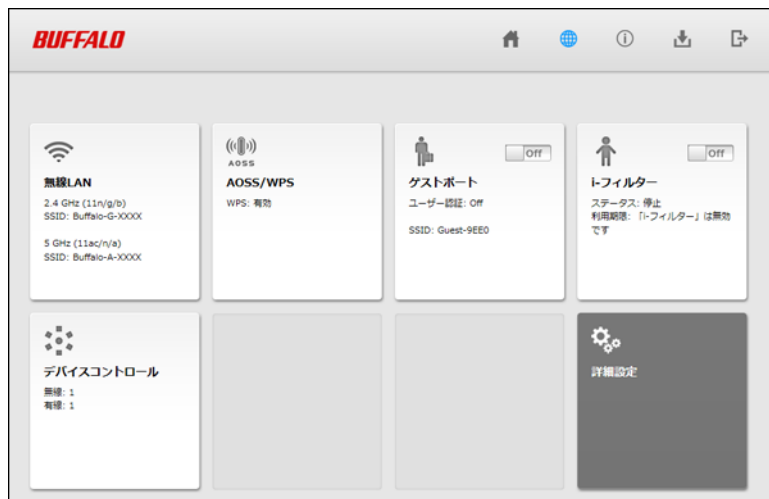 BUFFALO
無線LAN
2.4 GHz (11n/g/b)
SSID: Buffalo-G-XXXX
5 GHz (11ac/n/a)
SSID: Buffalo-A-XXXX
AOSS
AOSS/WPS
WPS: 有効
Off
ゲストポート
ユーザー認証: Off
SSID: Guest-9EE0
Off
i-フィルター
ステータス: 停止
利用期限: 「i-フィルター」は無効
です
デバイスコントロール
無線: 1
有線: 1
詳細設定